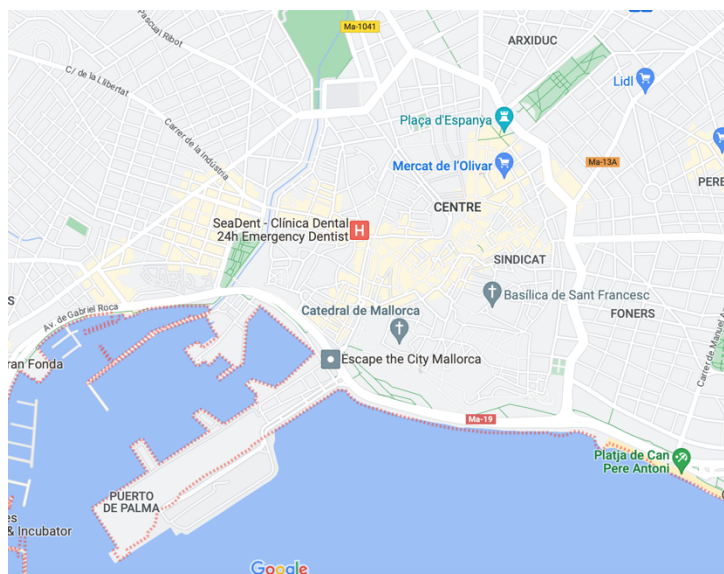 Ma-1041
ARXIDUC
Pascual Ribot
C/ de la Llibertat
Lidl
Plaça d'Espanya
Carrer de la Indústria
Mercat de l'Olivar
Ma-13A
PERE
CENTRE
SeaDent - Clínica Dental
24h Emergency Dentist
H
SINDICAT
Basílica de Sant Francesc
Av. de Gabriel Roca
Catedral de Mallorca
FONERS
ran Fonda
Escape the City Mallorca
Carrer de Manuel A
Ma-19
Platja de Can
Pere Antoni
PUERTO
DE PALMA
es
& Incubator
Google